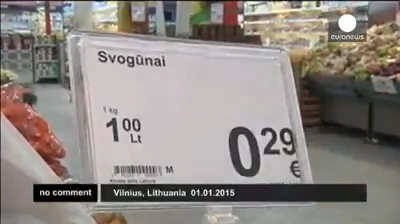 euronews
Svogūnai
1 kg
1 00
Lt
0 29
€
M
no comment
Vilnius, Lithuania 01.01.2015